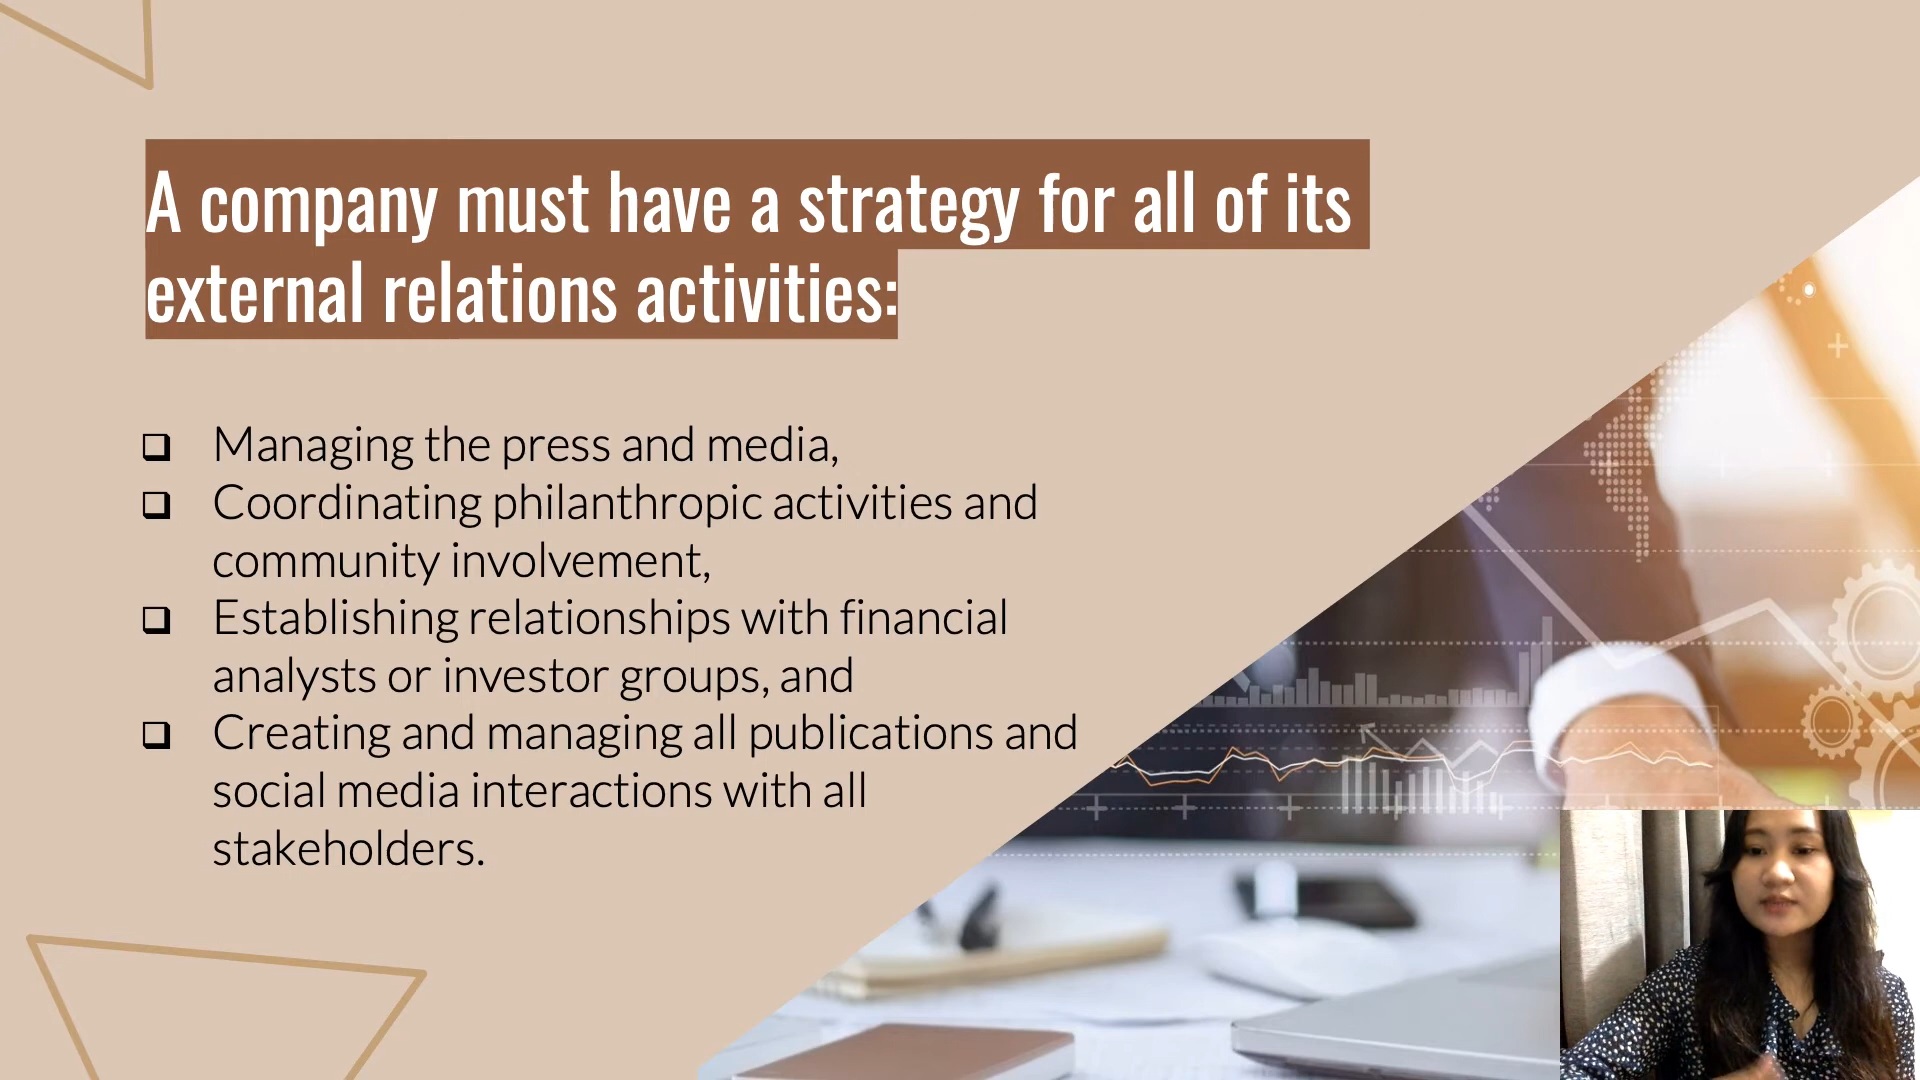 A company must have a strategy for all of its
external relations activities:
Managing the press and media,
Coordinating philanthropic activities and
community involvement,
Establishing relationships with financial
analysts or investor groups, and
Creating and managing all publications and
social media interactions with all
stakeholders.